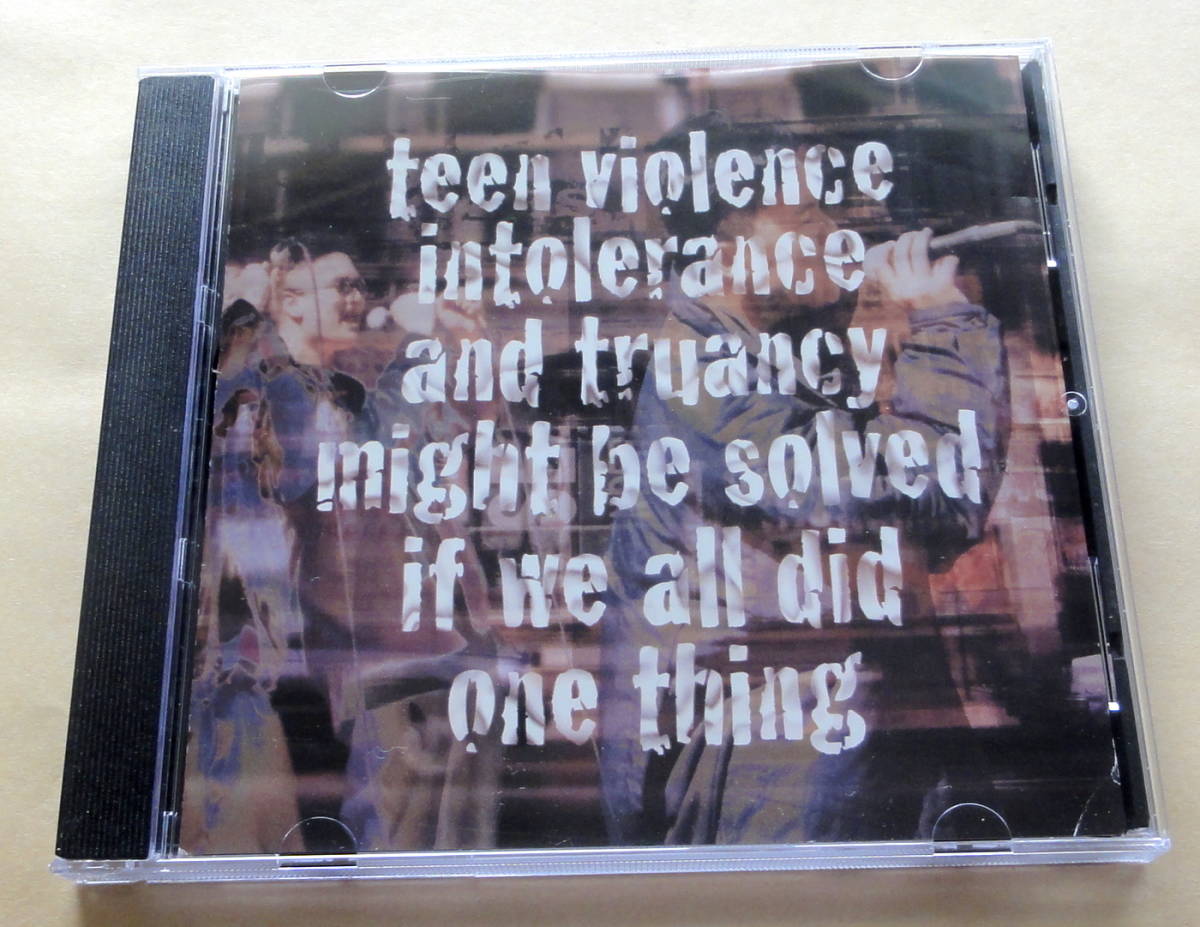 teen violence
intolerance
and truancy
might be solved
if we all did
one thing